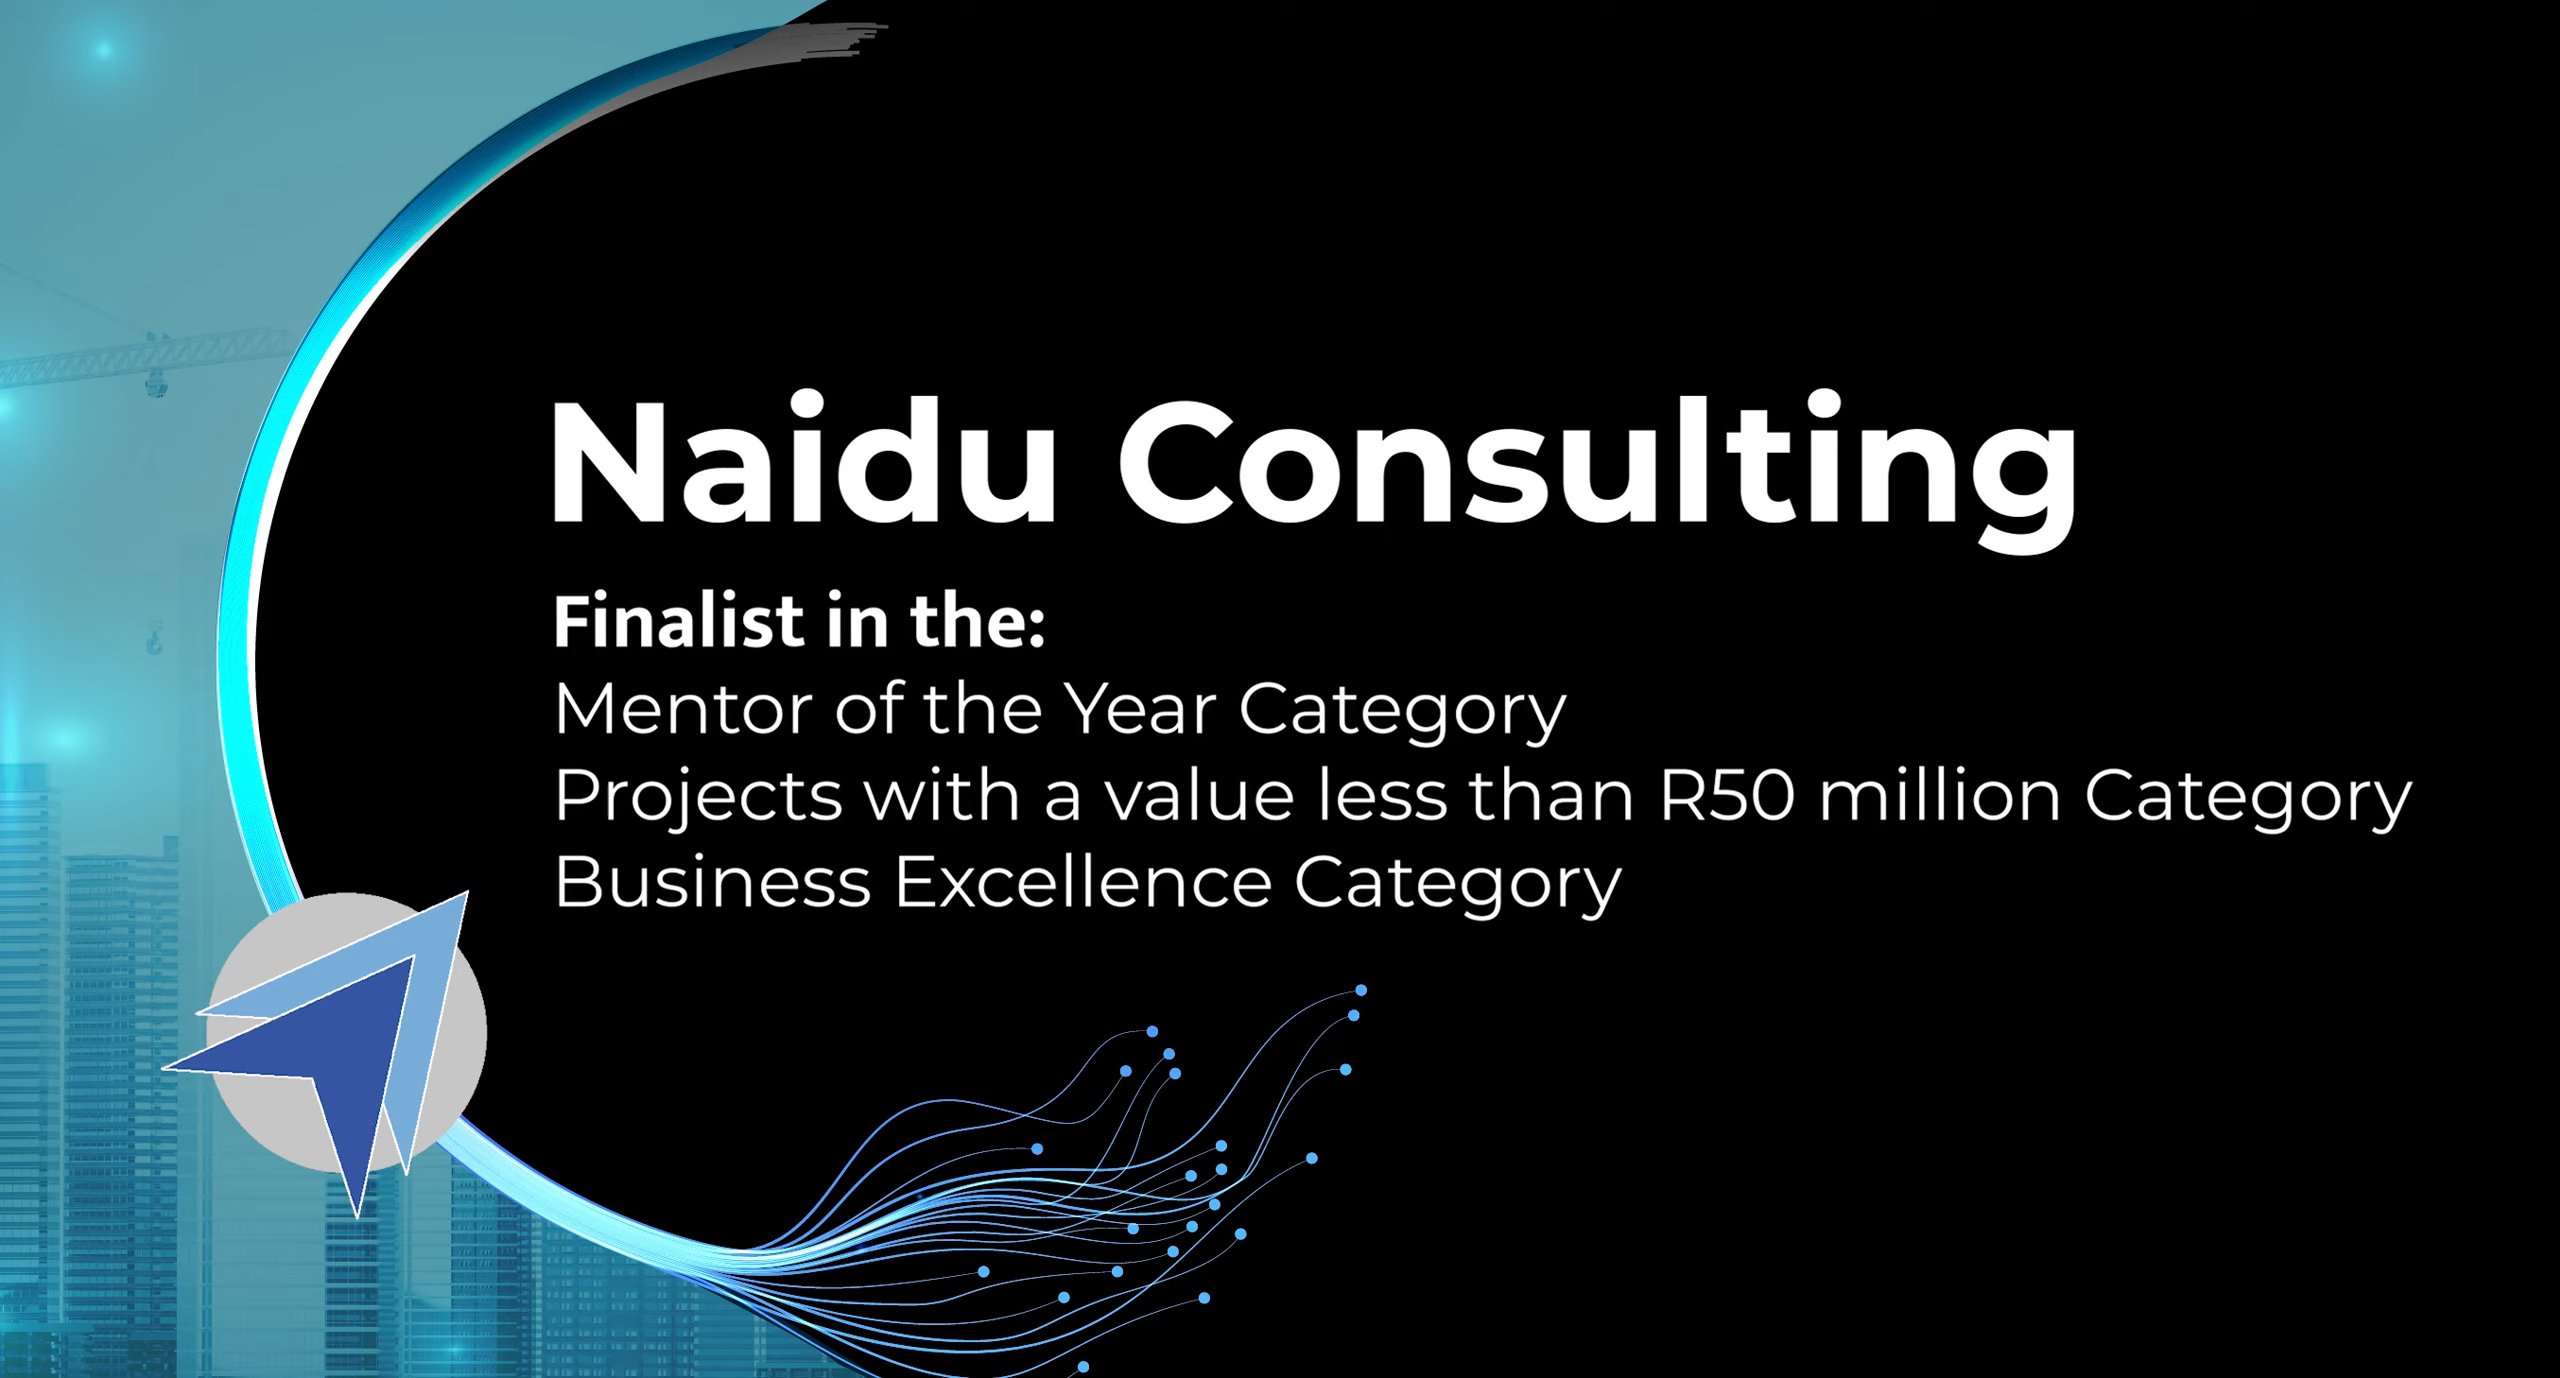 Naidu Consulting
Finalist in the:
Mentor of the Year Category
Projects with a value less than R50 million Category
Business Excellence Category